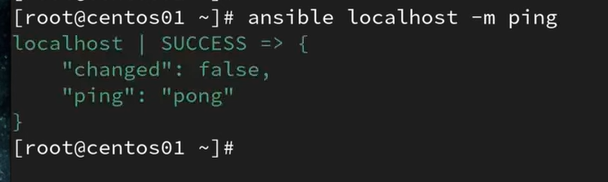 [root@centos01 ~]# ansible localhost -m ping
localhost | SUCCESS => {
    "changed": false,
    "ping": "pong"
}
[root@centos01 ~]#